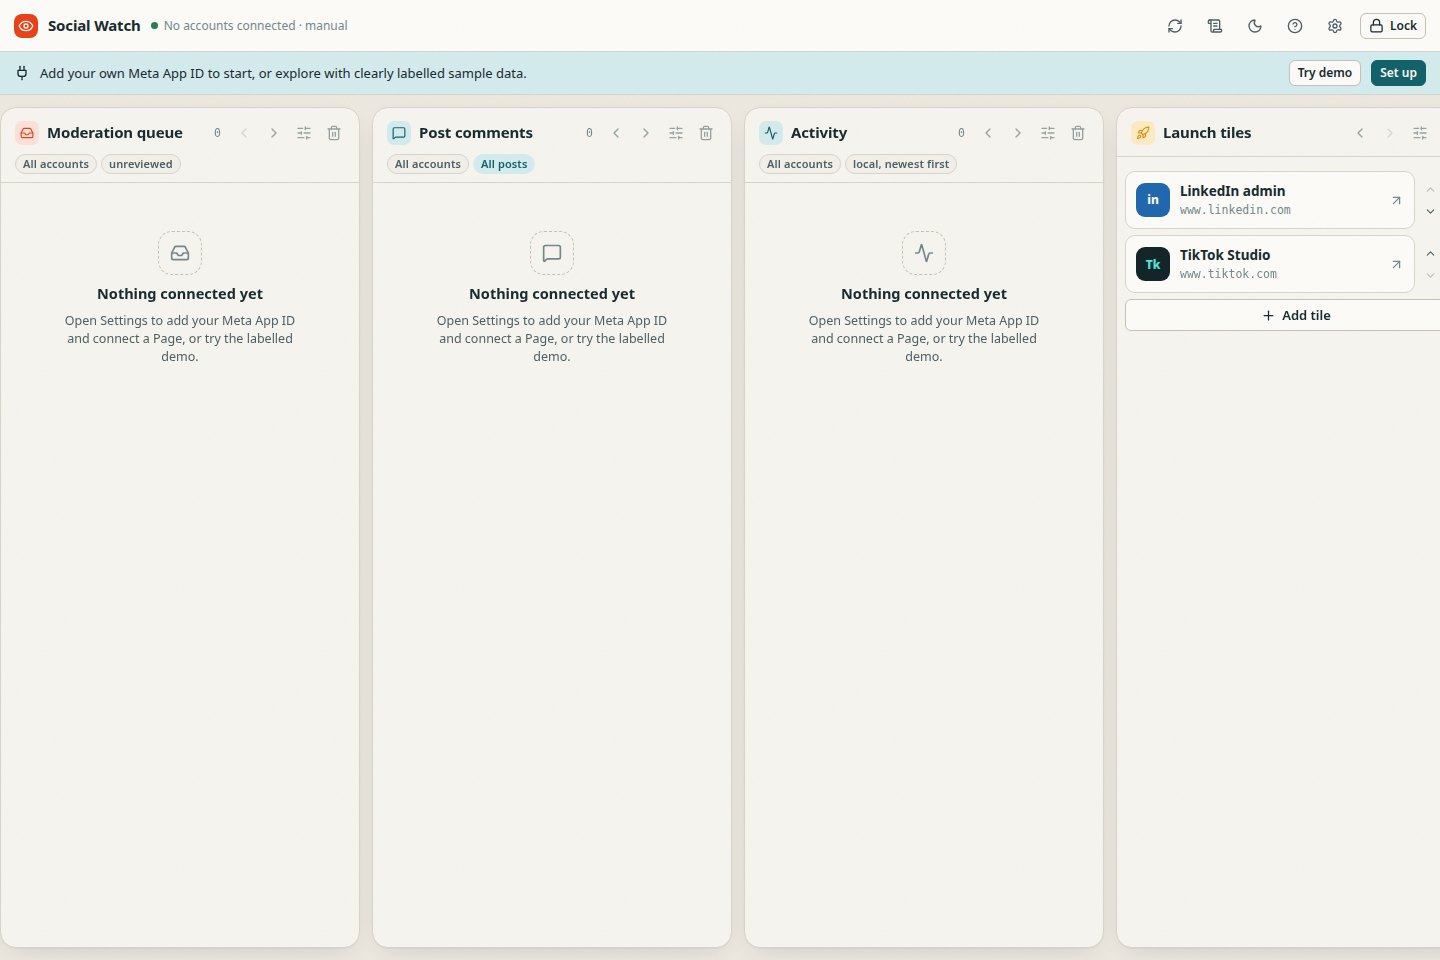 Social Watch
No accounts connected · manual
Lock
Add your own Meta App ID to start, or explore with clearly labelled sample data.
Try demo
Set up
Moderation queue
0
All accounts
unreviewed
Nothing connected yet
Open Settings to add your Meta App ID
and connect a Page, or try the labelled
demo.
Post comments
0
All accounts
All posts
Nothing connected yet
Open Settings to add your Meta App ID
and connect a Page, or try the labelled
demo.
Activity
0
All accounts
local, newest first
Nothing connected yet
Open Settings to add your Meta App ID
and connect a Page, or try the labelled
demo.
Launch tiles
in
LinkedIn admin
www.linkedin.com
Tk
TikTok Studio
www.tiktok.com
Add tile